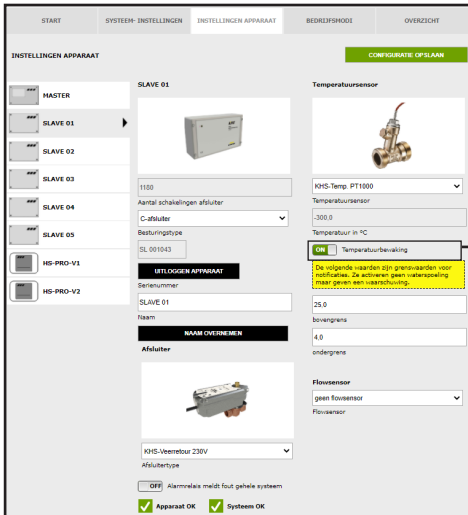 START
SYSTEEM- INSTELLINGEN
INSTELLINGEN APPARAAT
BEDRIJFSMODI
OVERZICHT
INSTELLINGEN APPARAAT
CONFIGURATIE OPSLAAN
MASTER
SLAVE 01
SLAVE 02
SLAVE 03
SLAVE 04
SLAVE 05
HS-PRO-V1
HS-PRO-V2
SLAVE 01
1100
Aantal schakelingen afsluiter
C-afsluiter
Besturingstype
SL 001043
UITLOGGEN APPARAAT
Serienummer
SLAVE 01
Naam
NAAM OVERNEMEN
Afsluiter
KHS-Veerretour 230V
Afsluitertype
OFF Alarmrelais meldt fout gehele systeem
Apparaat OK
Systeem OK
Temperatuursensor
KHS-Temp. PT1000
Temperatuursensor
-300,0
Temperatuur in °C
ON Temperatuurbewaking
De volgende waarden zijn grenswaarden voor
notificaties. Ze activeren geen waterspoeling
maar geven een waarschuwing.
25,0
bovengrens
4,0
ondergrens
Flowsensor
geen flowsensor
Flowsensor